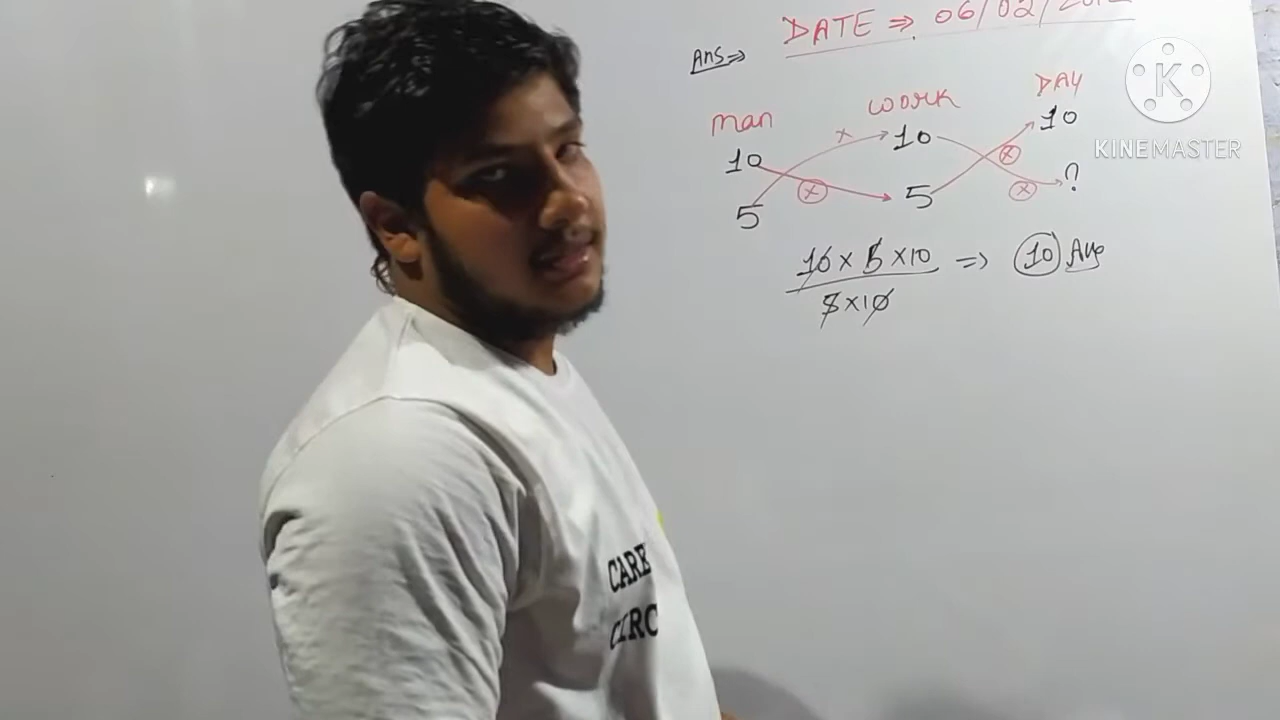 DATE ⇒ 06/02/201
Ans ⇒
man work DAY
10 x 10 x 10
5 x 5 x ?
10 x 5 x 10 ⇒ 10 Ans
5 x 10
K
KINEMASTER
CARE
CIRC